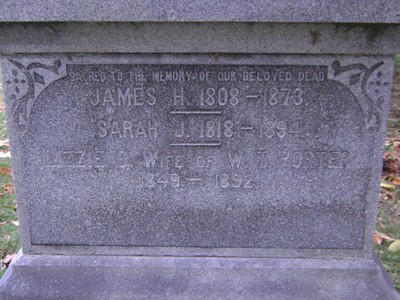 SACRED TO THE MEMORY OF OUR BELOVED DEAD
JAMES H. 1808 – 1873.
SARAH J. 1818 – 1894.
LIZZIE D. WIFE OF W. T. PORTER
1849 – 1892